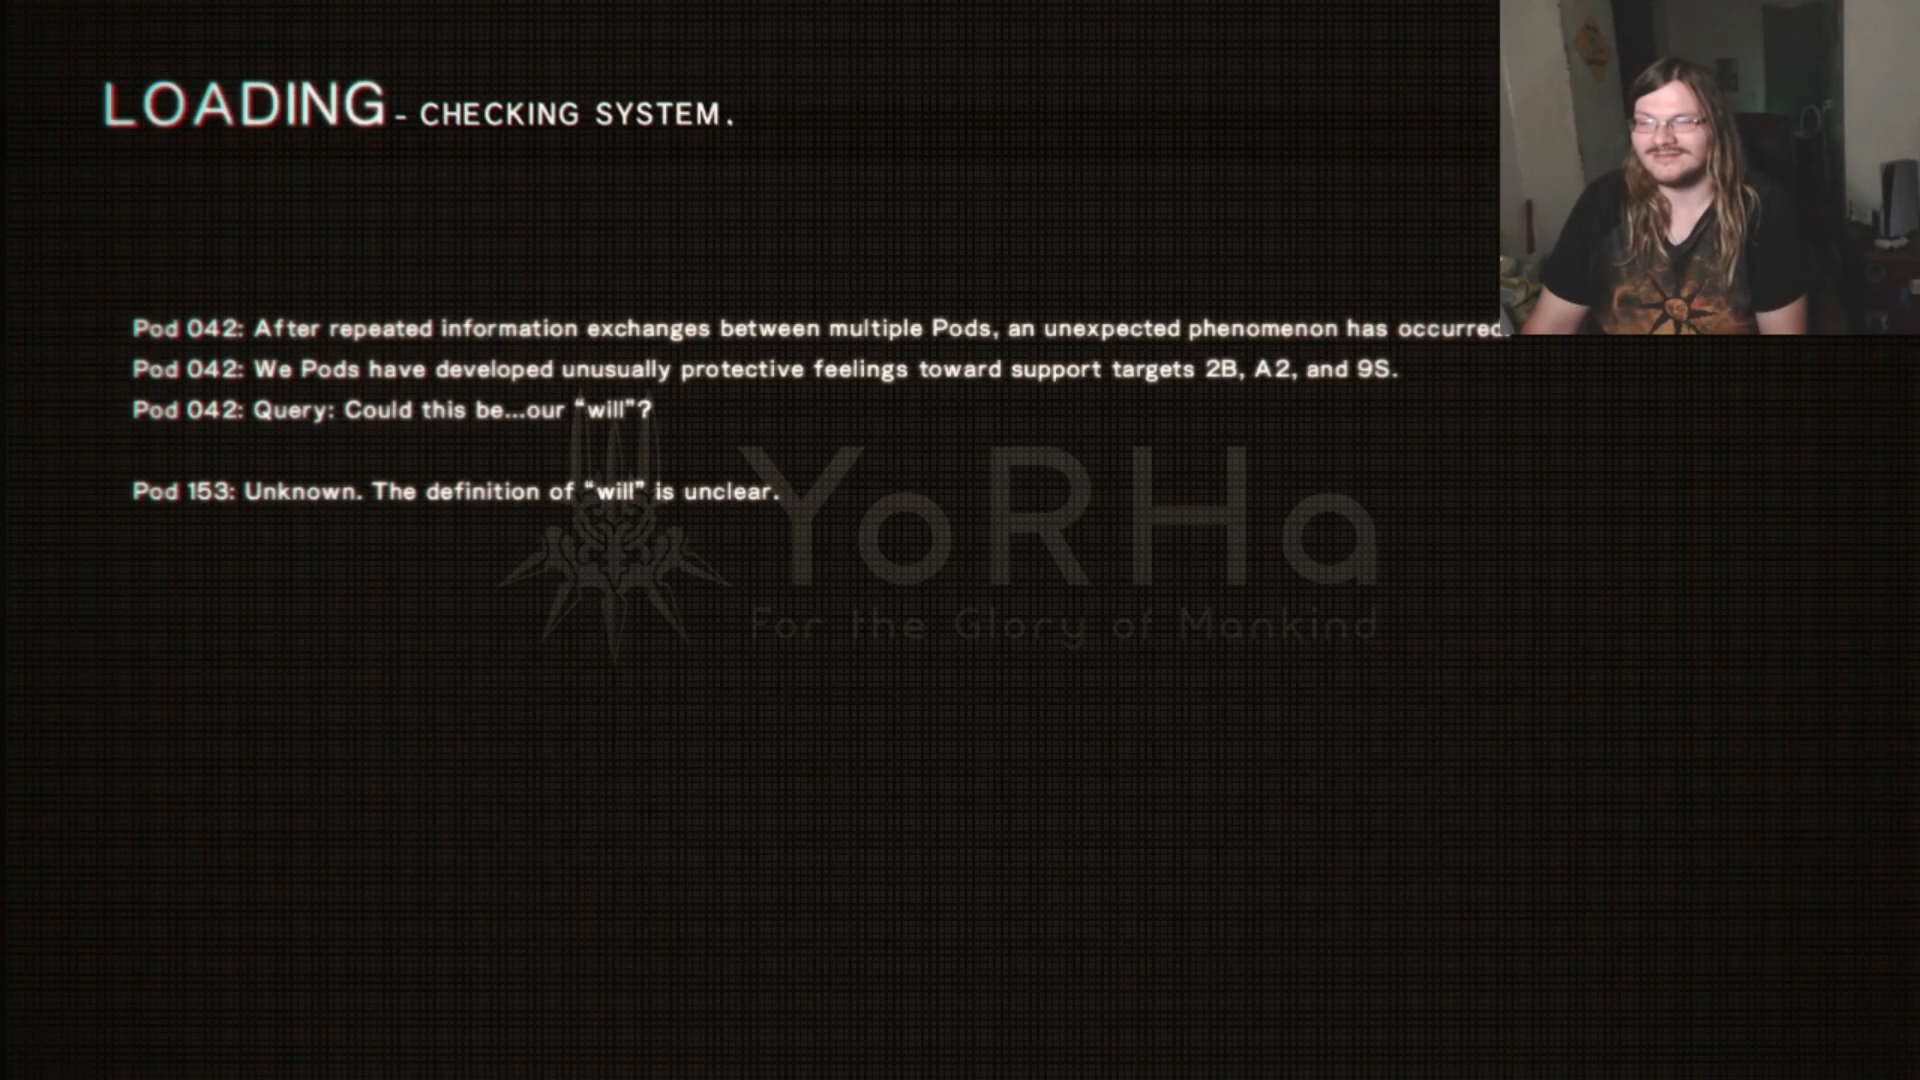 LOADING - CHECKING SYSTEM.
Pod 042: After repeated information exchanges between multiple Pods, an unexpected phenomenon has occurred.
Pod 042: We Pods have developed unusually protective feelings toward support targets 2B, A2, and 9S.
Pod 042: Query: Could this be...our “will”?
Pod 153: Unknown. The definition of “will” is unclear.
YoRHa
For the Glory of Mankind